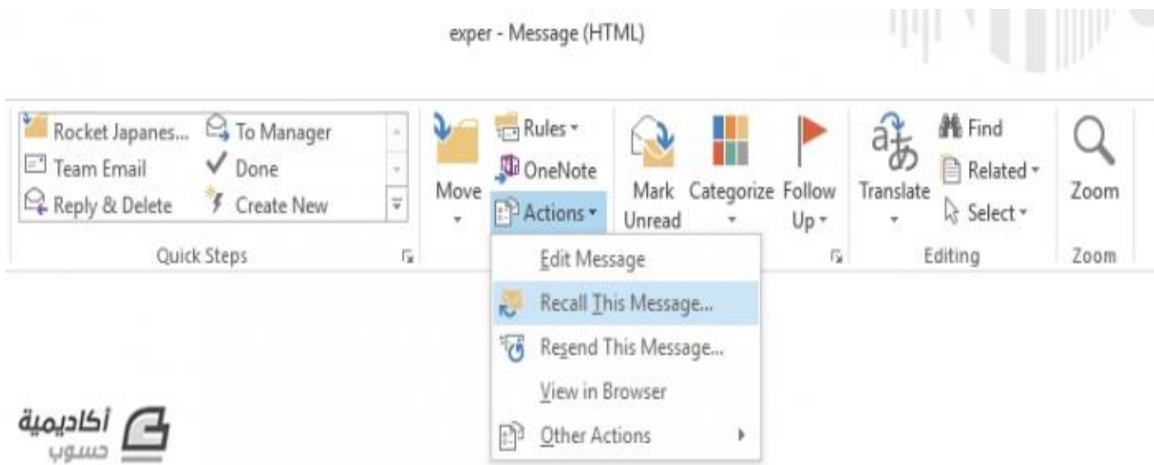 exper - Message (HTML)
Rocket Japanes...
To Manager
Team Email
Done
Reply & Delete
Create New
Quick Steps
Move
Rules
OneNote
Actions
Mark
Unread
Categorize
Follow
Up
Translate
Find
Related
Select
Editing
Zoom
Zoom
Edit Message
Recall This Message...
Resend This Message...
View in Browser
Other Actions
أكاديمية
حسوب